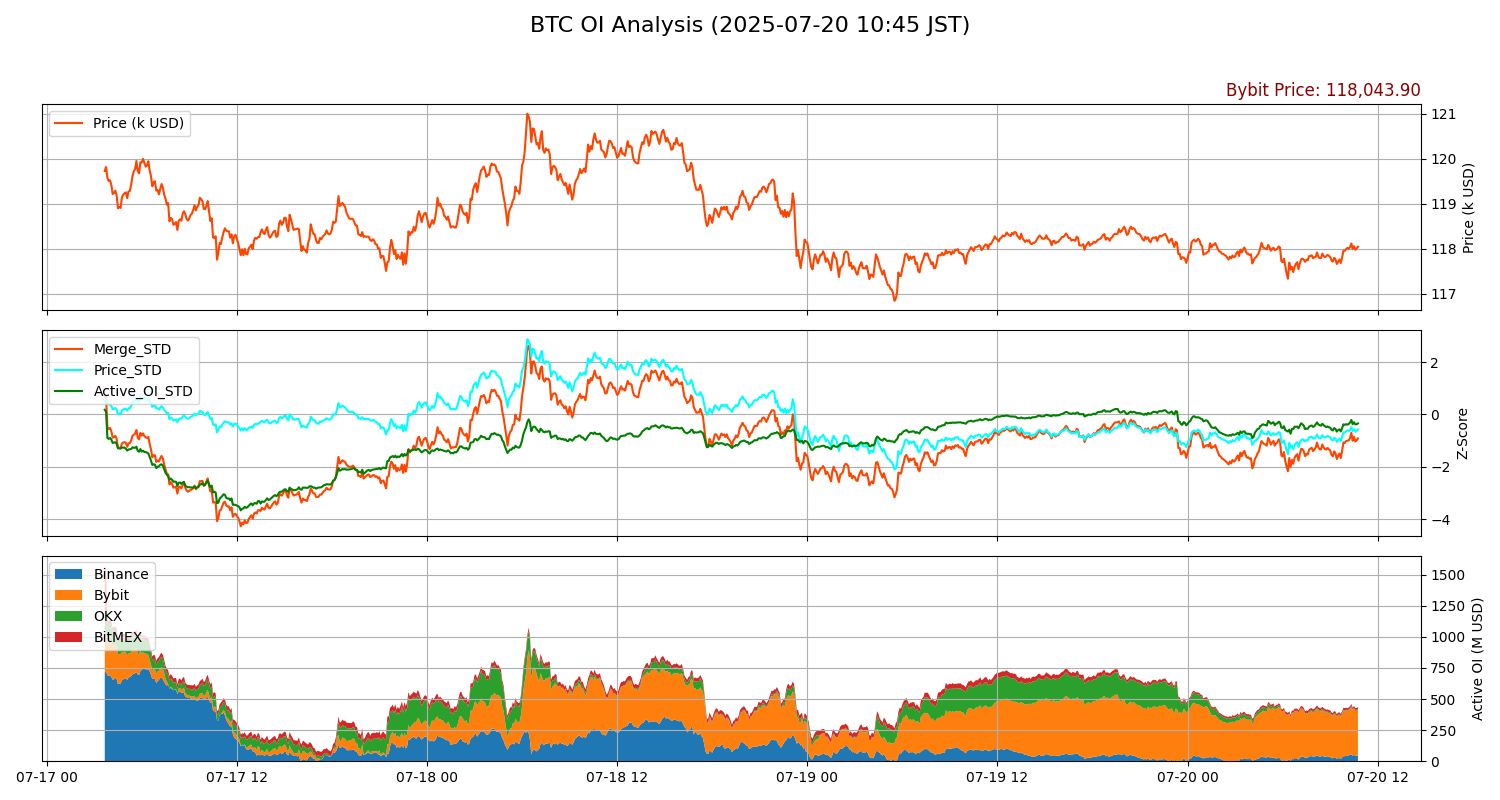 BTC OI Analysis (2025-07-20 10:45 JST)
Bybit Price: 118,043.90
Price (k USD)
121
120
119
118
117
Price (k USD)
Merge_STD
Price_STD
Active_OI_STD
2
0
−2
−4
Z-Score
Binance
Bybit
OKX
BitMEX
1500
1250
1000
750
500
250
0
Active OI (M USD)
07-17 00
07-17 12
07-18 00
07-18 12
07-19 00
07-19 12
07-20 00
07-20 12